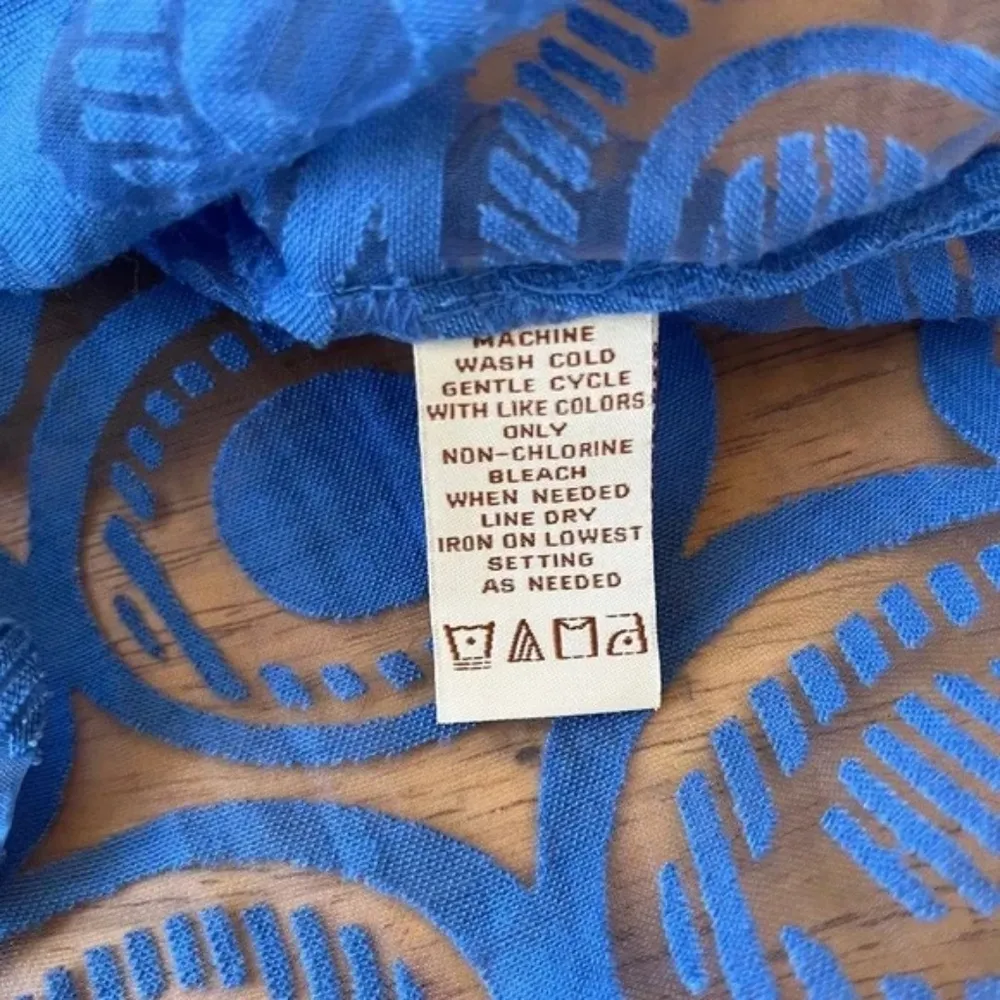 MACHINE
WASH COLD
GENTLE CYCLE
WITH LIKE COLORS
ONLY
NON-CHLORINE
BLEACH
WHEN NEEDED
LINE DRY
IRON ON LOWEST
SETTING
AS NEEDED